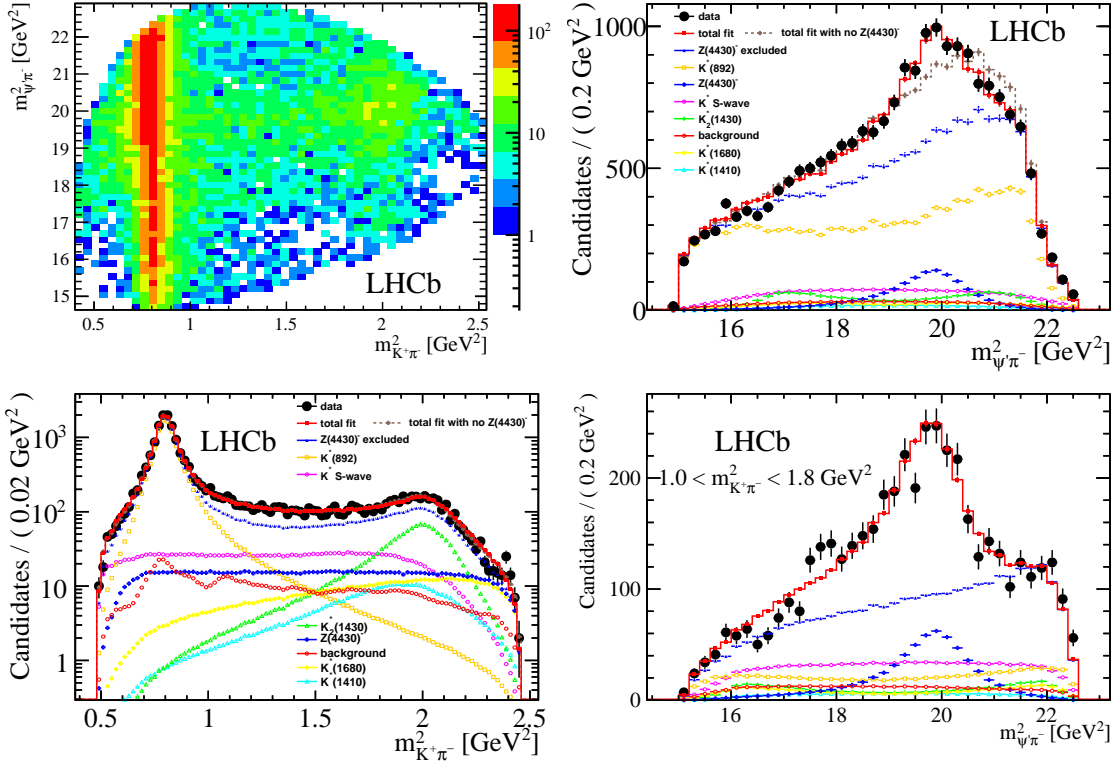 m²ψ'π⁻ [GeV²]
22
21
20
19
18
17
16
15
0.5
1
1.5
2
2.5
m²K⁺π⁻ [GeV²]
LHCb
10²
10
1
Candidates / ( 0.2 GeV² )
1000
500
0
16
18
20
22
m²ψ'π⁻ [GeV²]
LHCb
data
total fit
total fit with no Z(4430)⁻
Z(4430)⁻ excluded
K*(892)
Z(4430)⁻
K* S-wave
K*₂(1430)
background
K*(1680)
K*(1410)
Candidates / ( 0.02 GeV² )
10³
10²
10
1
0.5
1
1.5
2
2.5
m²K⁺π⁻ [GeV²]
LHCb
data
total fit
total fit with no Z(4430)⁻
Z(4430)⁻ excluded
K*(892)
K* S-wave
K*₂(1430)
Z(4430)⁻
background
K*(1680)
K*(1410)
Candidates / ( 0.2 GeV² )
200
100
0
16
18
20
22
m²ψ'π⁻ [GeV²]
LHCb
1.0 < m²K⁺π⁻ < 1.8 GeV²